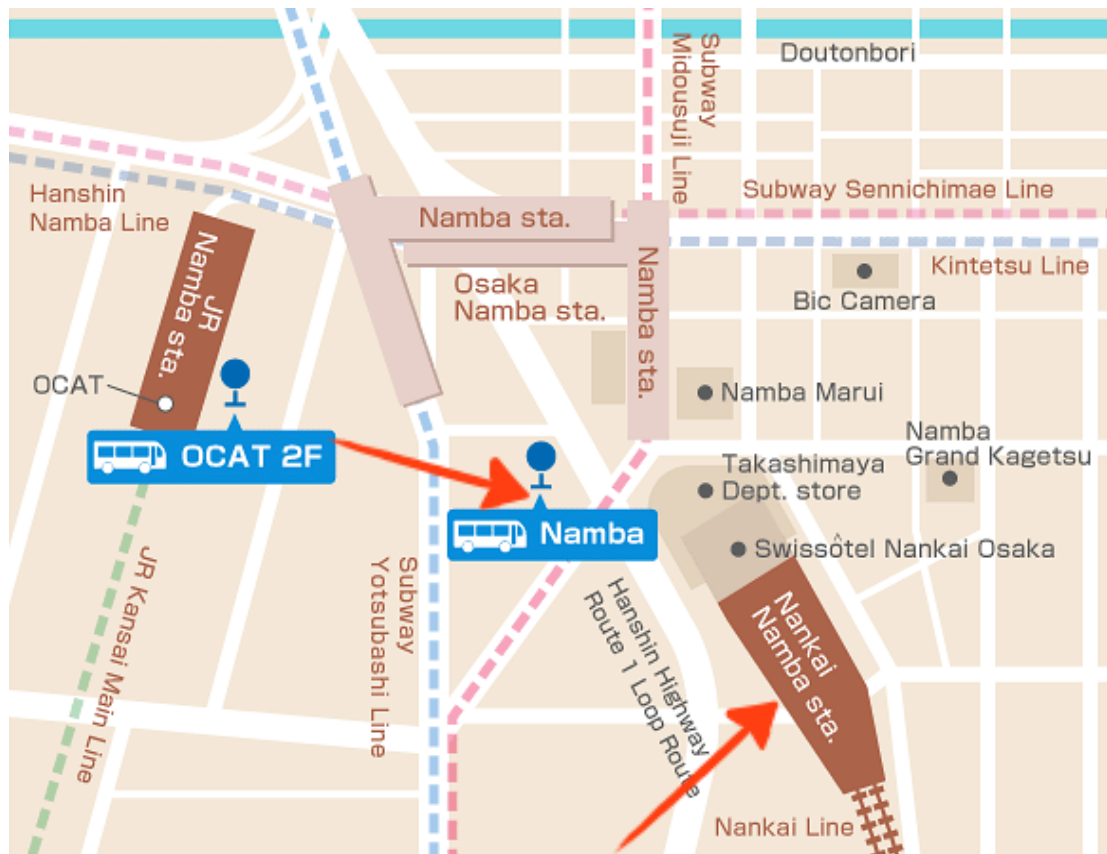 Doutonbori
Subway
Midousuji Line
Hanshin
Namba Line
Subway Sennichimae Line
Namba sta.
Kintetsu Line
JR
Namba sta.
Osaka
Namba sta.
Namba sta.
Bic Camera
OCAT
Namba Marui
Namba
Grand Kagetsu
OCAT 2F
Takashimaya
Dept. store
Namba
Swissôtel Nankai Osaka
JR Kansai Main Line
Subway
Yotsubashi Line
Hanshin Highway
Route 1 Loop Route
Nankai
Namba sta.
Nankai Line